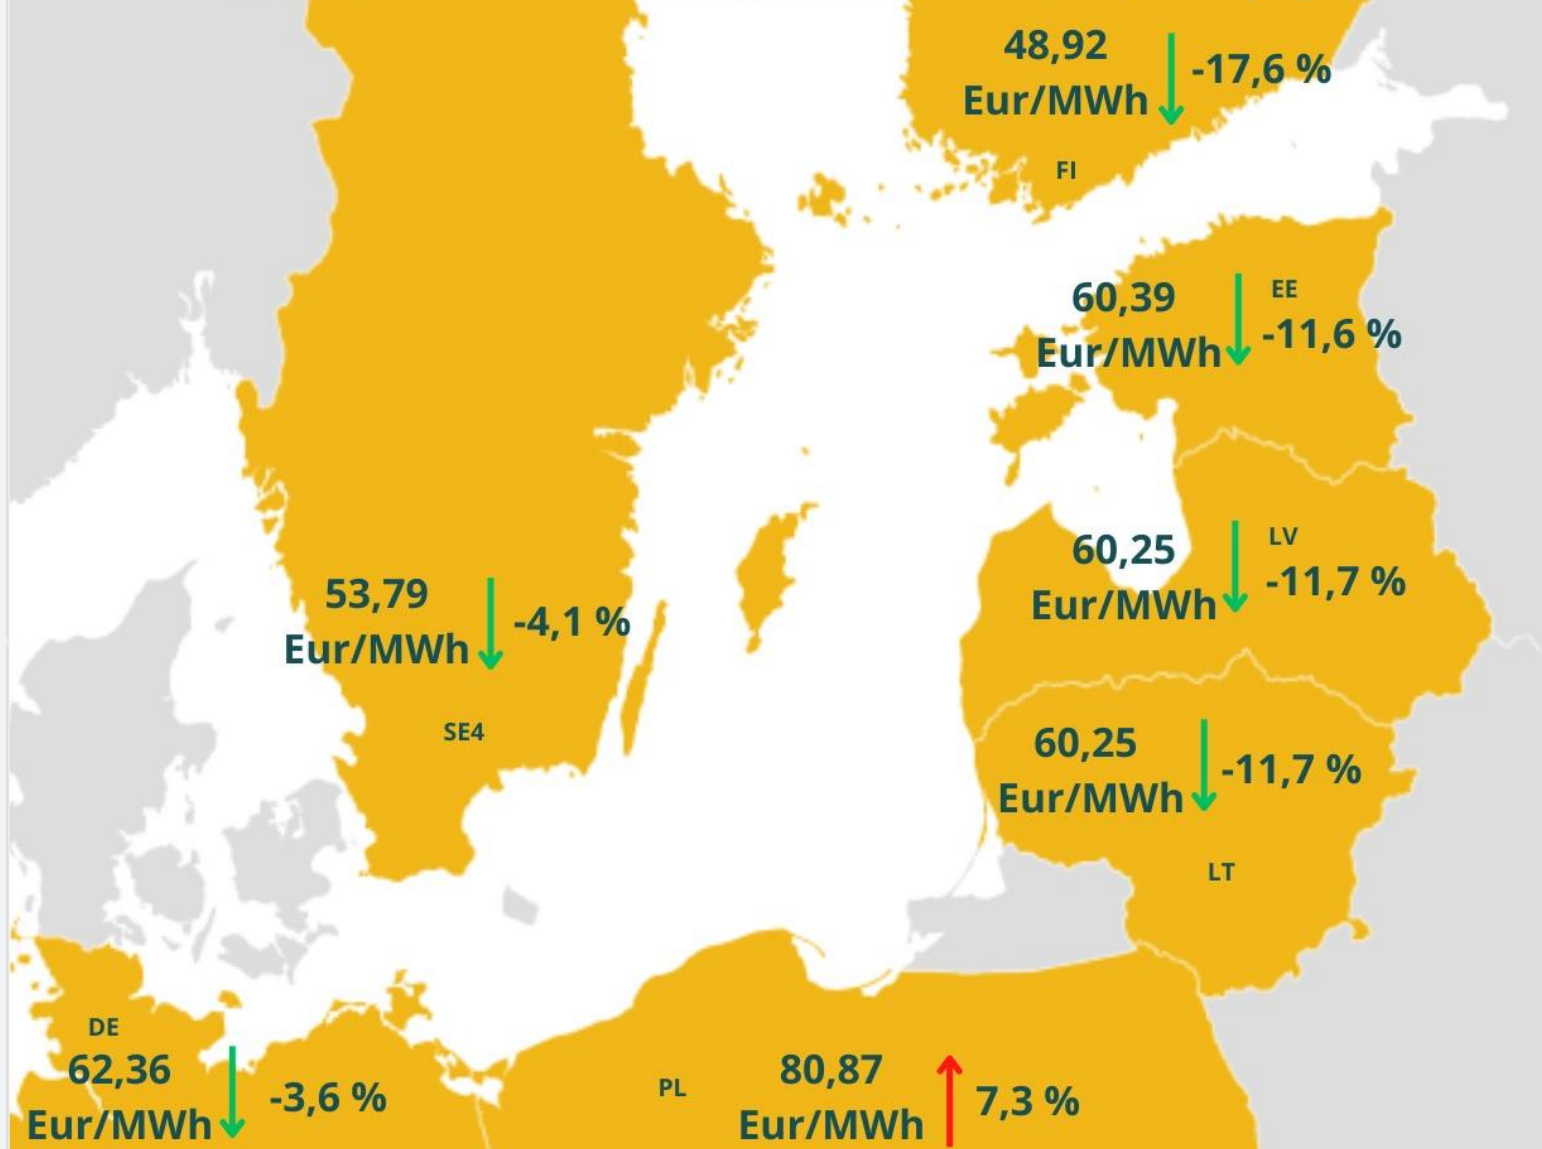 48,92
Eur/MWh
-17,6 %
FI
60,39
Eur/MWh
EE
-11,6 %
60,25
Eur/MWh
LV
-11,7 %
53,79
Eur/MWh
-4,1 %
SE4
60,25
Eur/MWh
-11,7 %
LT
DE
62,36
Eur/MWh
-3,6 %
PL
80,87
Eur/MWh
7,3 %